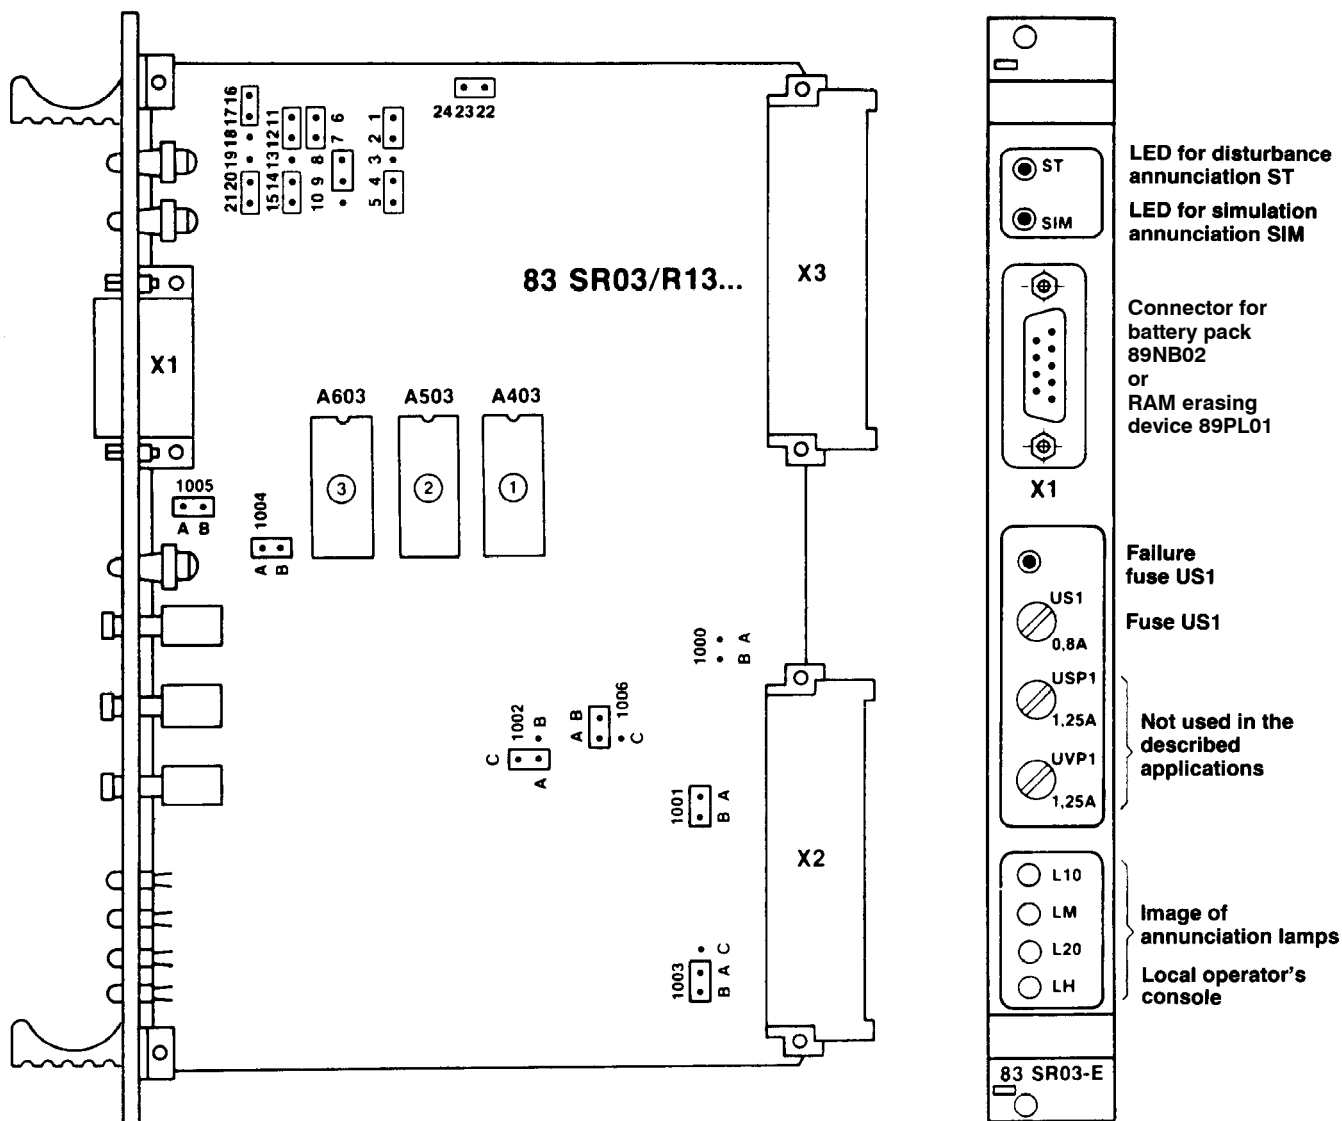 16
17
18
19
20
21
11
12
13
14
15
6
7
8
9
10
1
2
3
4
5
24 23 22
83 SR03/R13...
X3
X1
A603
A503
A403
3
2
1
1005
A B
1004
A
B
1000
A
B
1002
B
C
A
1006
B
A
C
1001
A
B
X2
1003
C
A
B
ST
SIM
X1
US1
0,8A
USP1
1,25A
UVP1
1,25A
L10
LM
L20
LH
83 SR03-E
LED for disturbance
annunciation ST
LED for simulation
annunciation SIM
Connector for
battery pack
89NB02
or
RAM erasing
device 89PL01
Failure
fuse US1
Fuse US1
Not used in the
described
applications
Image of
annunciation lamps
Local operator's
console